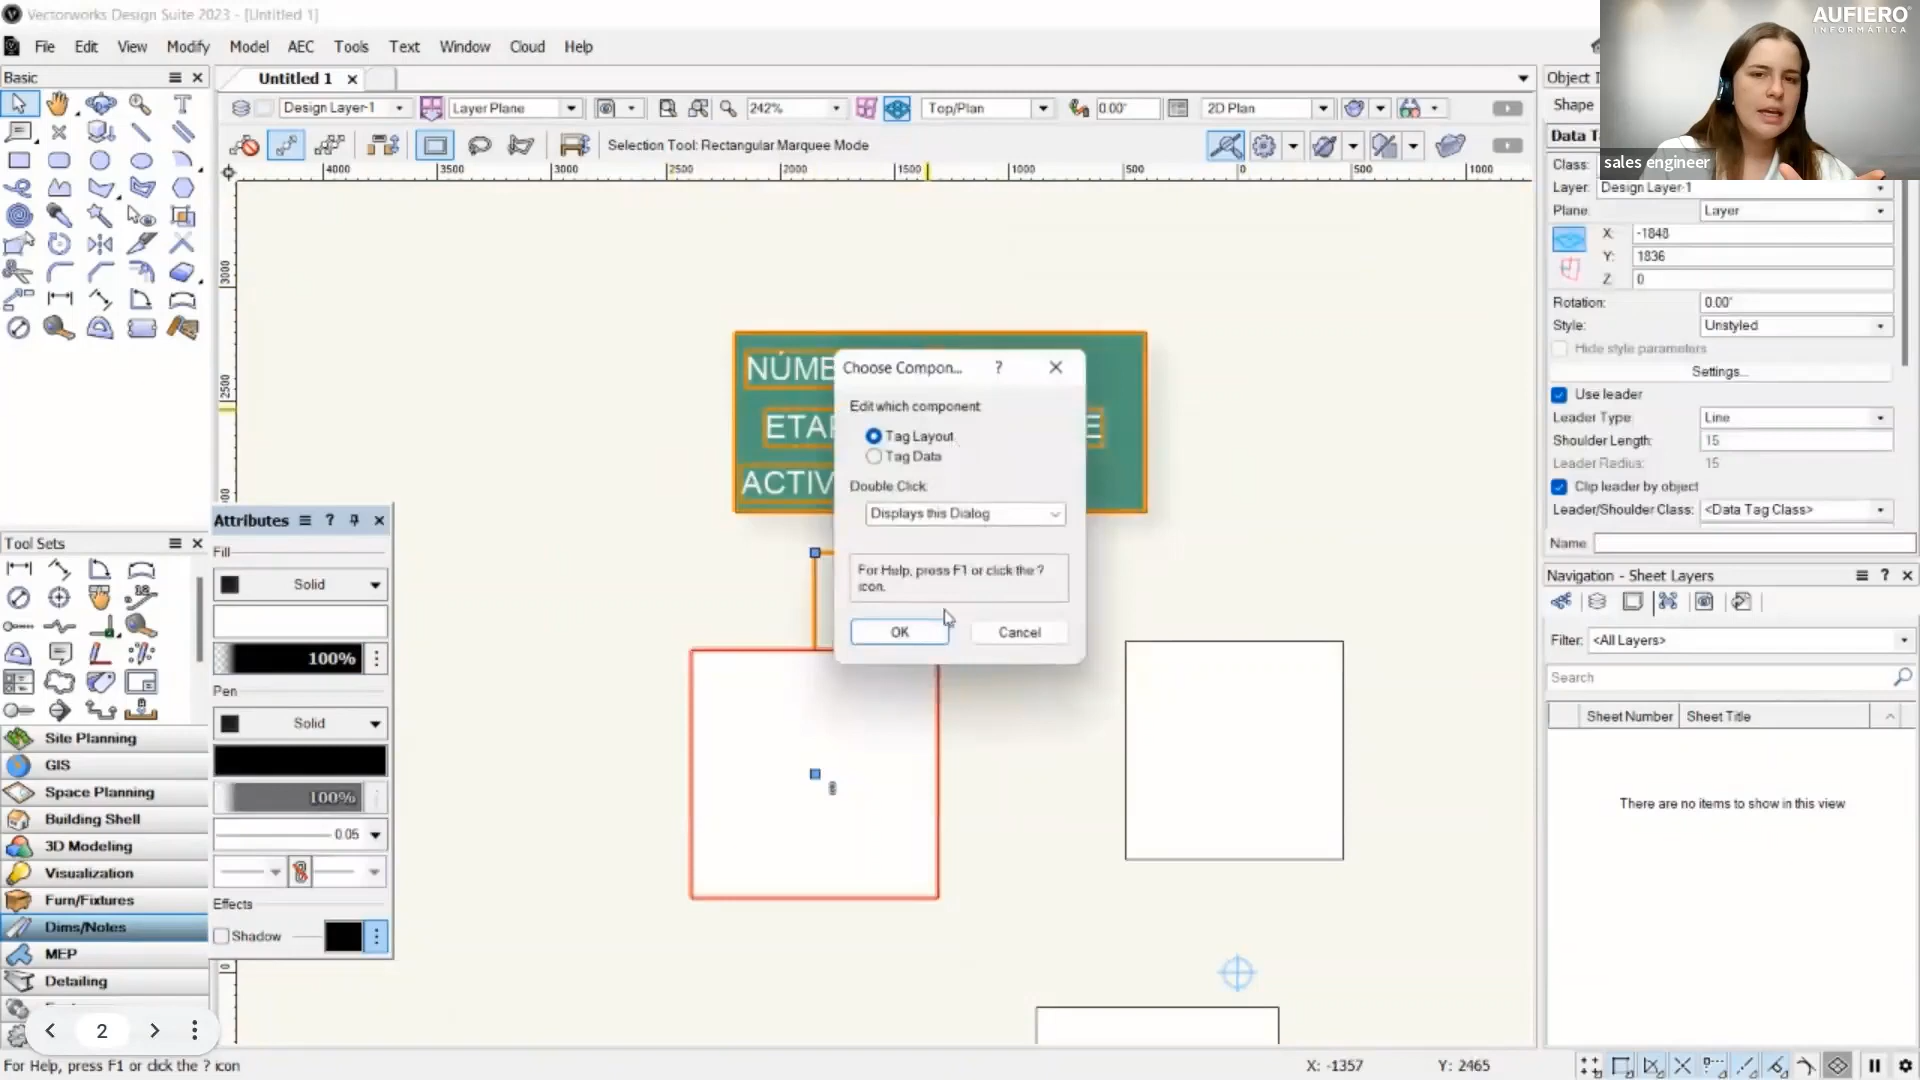 Vectorworks Design Suite 2023 - [Untitled 1]
AUFIERO
INFORMATICA
sales engineer
File Edit View Modify Model AEC Tools Text Window Cloud Help
Basic
Untitled 1
Design Layer-1
Layer Plane
242%
Top/Plan
0.00°
2D Plan
Selection Tool: Rectangular Marquee Mode
4000 3500 3000 2500 2000 1500 1000 500 0 500 1000
3000
2500
Shape
Class:
Layer: Design Layer-1
Plane: Layer
X: -1848
Y: 1836
Z: 0
Rotation: 0.00°
Style: Unstyled
Hide style parameters
Settings...
Use leader
Leader Type: Line
Shoulder Length: 15
Leader Radius: 15
Clip leader by object
Leader/Shoulder Class: <Data Tag Class>
Name
NÚME
ETAP
E
ACTIV
Choose Compon... ?
Edit which component:
Tag Layout
Tag Data
Double Click:
Displays this Dialog
For Help, press F1 or click the ?
icon.
OK Cancel
Attributes ?
Fill
Solid
100%
Pen
Solid
100%
0.05
Effects
Shadow
Tool Sets
Site Planning
GIS
Space Planning
Building Shell
3D Modeling
Visualization
Furn/Fixtures
Dims/Notes
MEP
Detailing
2
Navigation - Sheet Layers ?
Filter: <All Layers>
Search
Sheet Number Sheet Title
There are no items to show in this view
For Help, press F1 or click the ? icon
X: -1357 Y: 2465